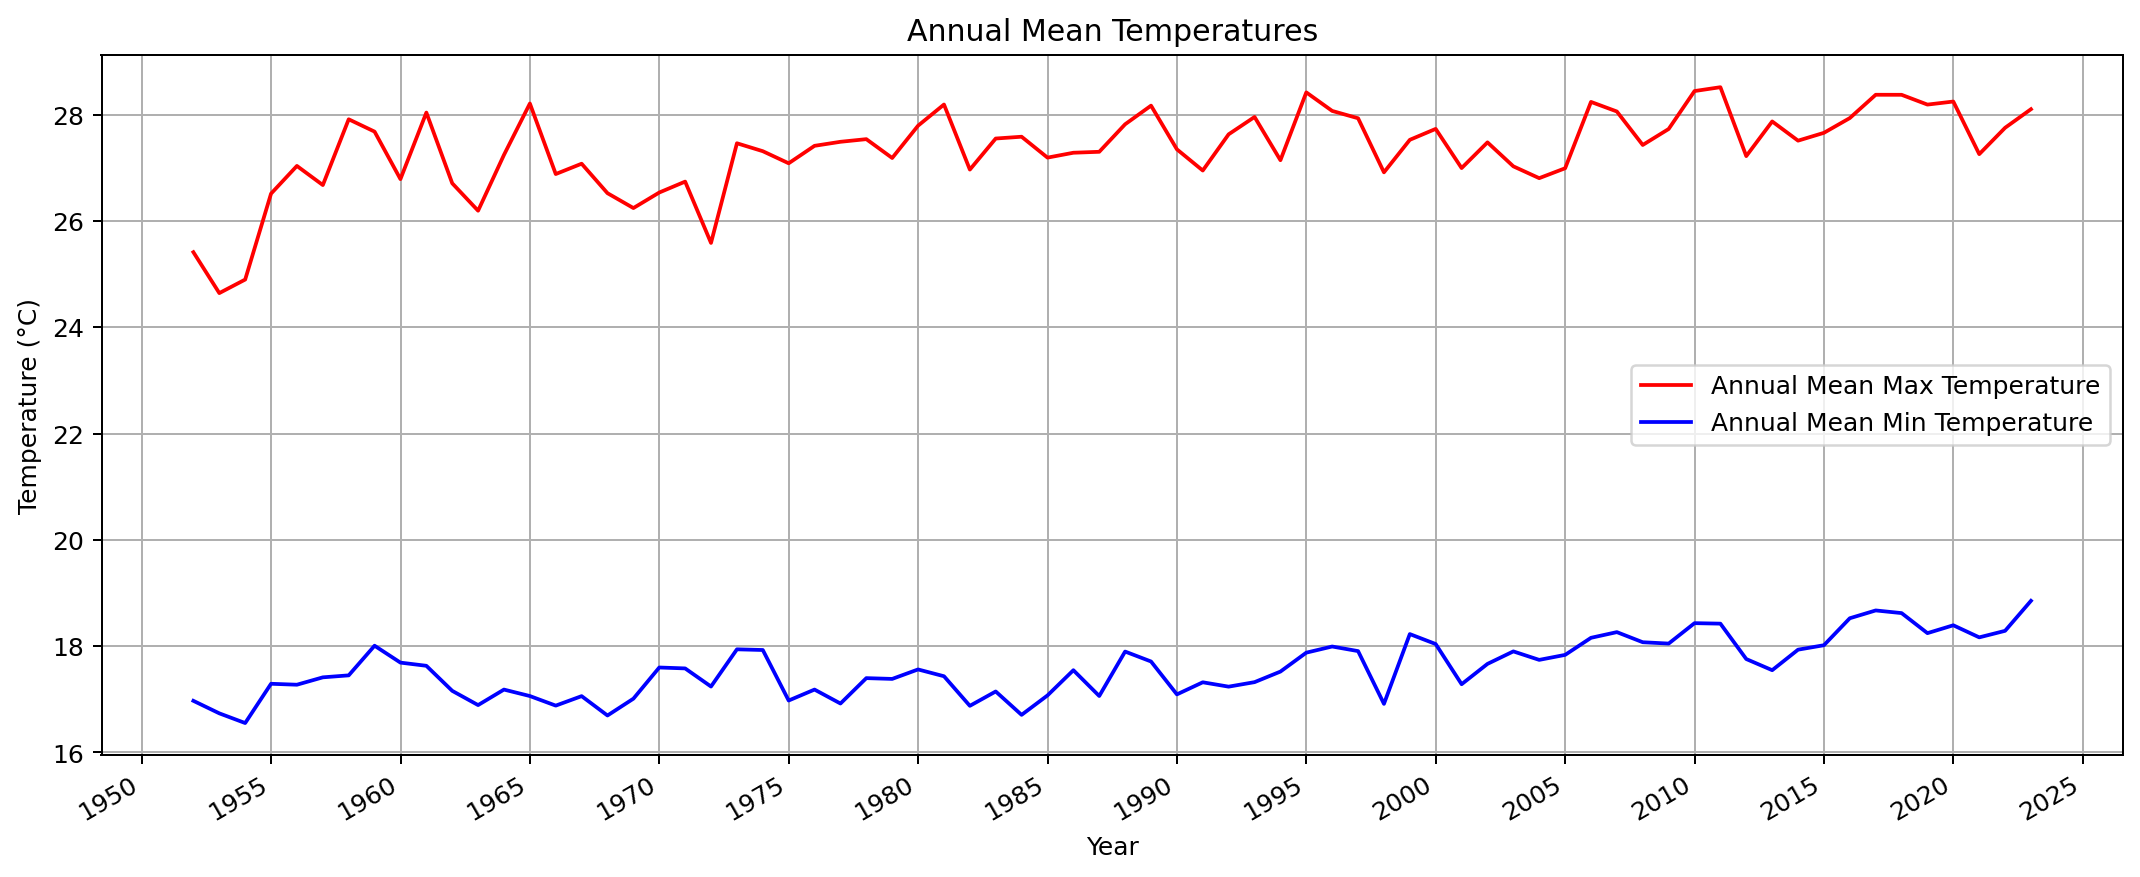 Annual Mean Temperatures
Temperature (°C)
28
26
24
22
20
18
16
Annual Mean Max Temperature
Annual Mean Min Temperature
1950 1955 1960 1965 1970 1975 1980 1985 1990 1995 2000 2005 2010 2015 2020 2025
Year